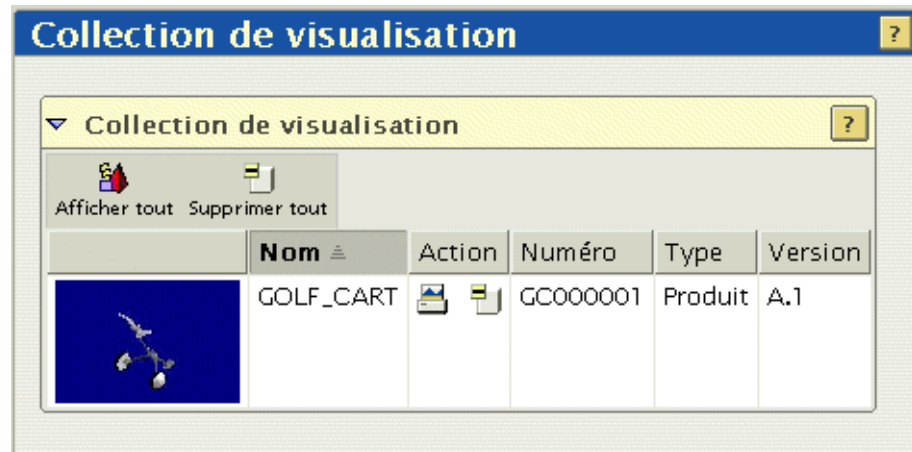 Collection de visualisation ?
Collection de visualisation ?
Afficher tout Supprimer tout
Nom Action Numéro Type Version
GOLF_CART GC000001 Produit A.1